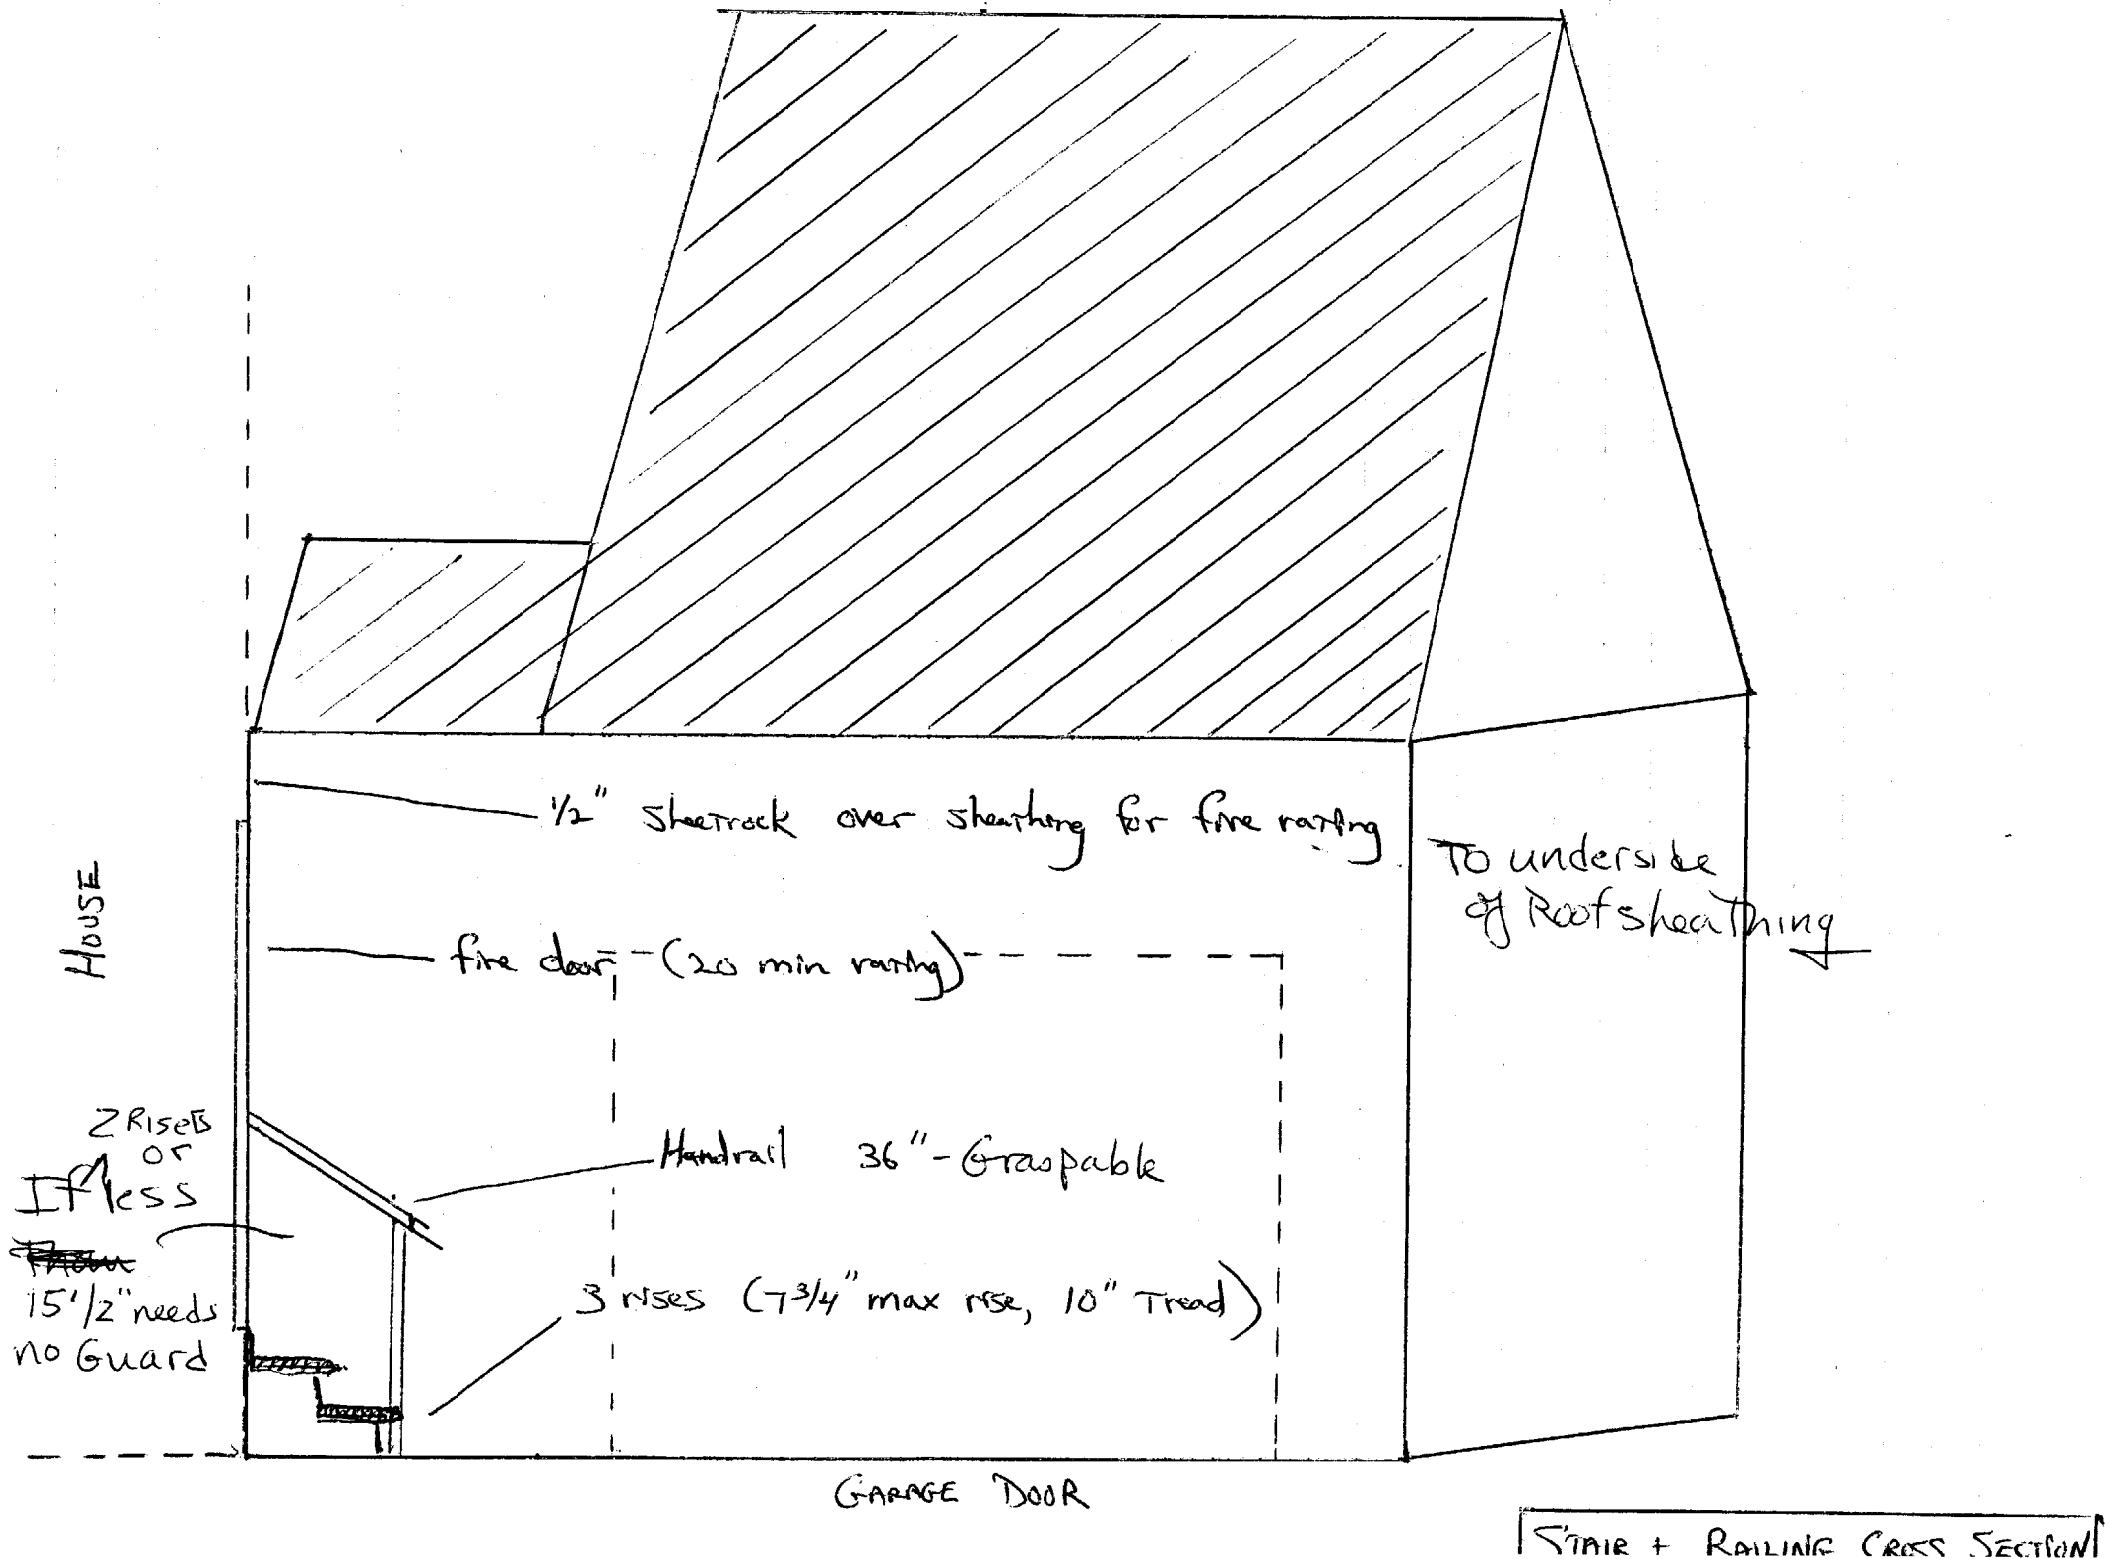 1/2" sheetrock over sheathing for fire rating
To underside
of Roof sheathing
fire door (20 min rating)
HOUSE
2 Rises
or
If less
15 1/2" needs
no Guard
Handrail 36" - Graspable
3 rises (7 3/4" max rise, 10" Tread)
GARAGE DOOR
STAIR + RAILING CROSS SECTION